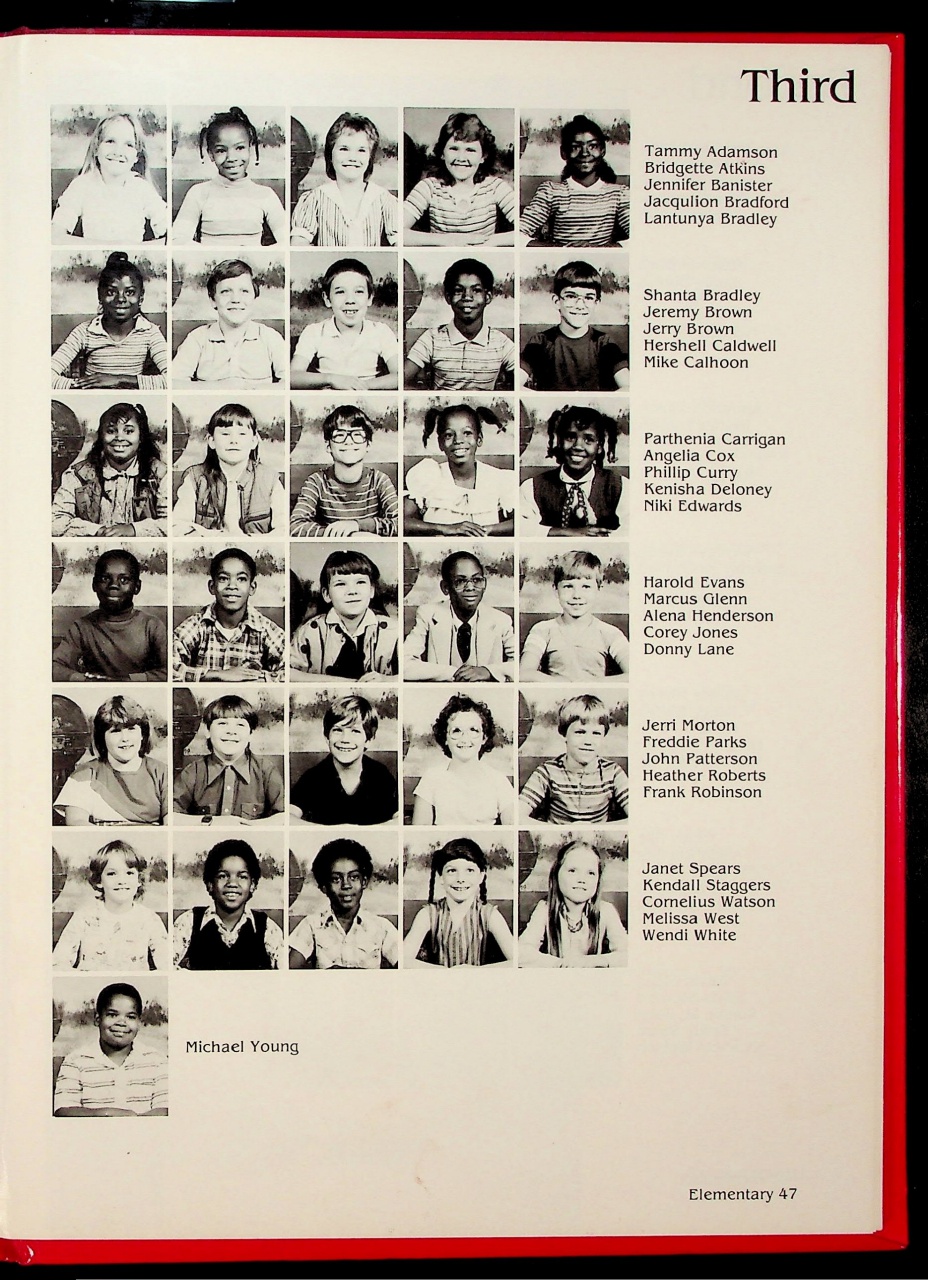 Third
Tammy Adamson
Bridgette Atkins
Jennifer Banister
Jacqulion Bradford
Lantunya Bradley
Shanta Bradley
Jeremy Brown
Jerry Brown
Hershell Caldwell
Mike Calhoon
Parthenia Carrigan
Angelia Cox
Phillip Curry
Kenisha Deloney
Niki Edwards
Harold Evans
Marcus Glenn
Alena Henderson
Corey Jones
Donny Lane
Jerri Morton
Freddie Parks
John Patterson
Heather Roberts
Frank Robinson
Janet Spears
Kendall Staggers
Cornelius Watson
Melissa West
Wendi White
Michael Young
Elementary 47